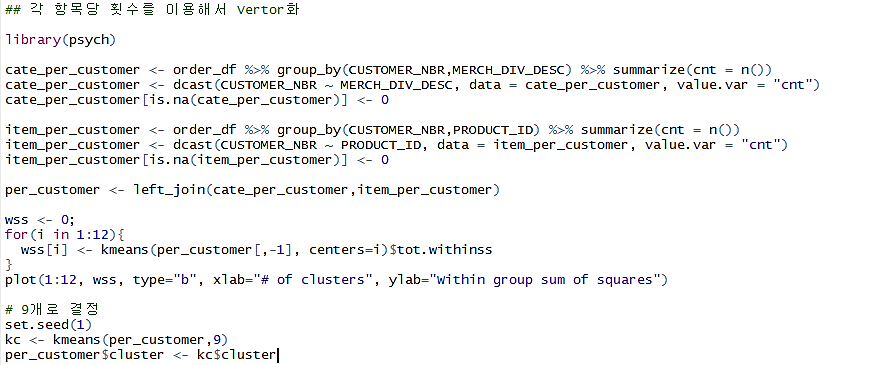 ## 각 항목당 횟수를 이용해서 Vertor화
library(psych)
cate_per_customer <- order_df %>% group_by(CUSTOMER_NBR,MERCH_DIV_DESC) %>% summarize(cnt = n())
cate_per_customer <- dcast(CUSTOMER_NBR ~ MERCH_DIV_DESC, data = cate_per_customer, value.var = "cnt")
cate_per_customer[is.na(cate_per_customer)] <- 0
item_per_customer <- order_df %>% group_by(CUSTOMER_NBR,PRODUCT_ID) %>% summarize(cnt = n())
item_per_customer <- dcast(CUSTOMER_NBR ~ PRODUCT_ID, data = item_per_customer, value.var = "cnt")
item_per_customer[is.na(item_per_customer)] <- 0
per_customer <- left_join(cate_per_customer,item_per_customer)
wss <- 0;
for(i in 1:12){
  wss[i] <- kmeans(per_customer[,-1], centers=i)$tot.withinss
}
plot(1:12, wss, type="b", xlab="# of clusters", ylab="Within group sum of squares")
# 9개로 결정
set.seed(1)
kc <- kmeans(per_customer,9)
per_customer$cluster <- kc$cluster